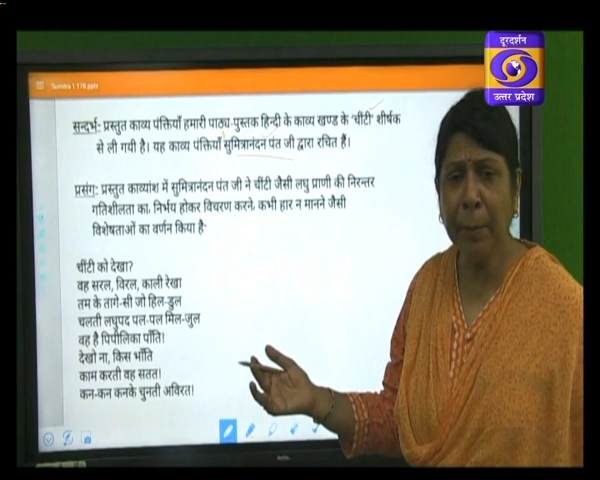 दूरदर्शन
उत्तर प्रदेश
Sumitra 1 178.pptx
सन्दर्भ:- प्रस्तुत काव्य पंक्तियाँ हमारी पाठ्य-पुस्तक हिन्दी के काव्य खण्ड के 'चींटी' शीर्षक
से ली गयी है। यह काव्य पंक्तियाँ सुमित्रानंदन पंत जी द्वारा रचित हैं।
प्रसंग:- प्रस्तुत काव्यांश में सुमित्रानन्दन पंत जी ने चींटी जैसी लघु प्राणी की निरन्तर
गतिशीलता का, निर्भय होकर विचरण करने, कभी हार न मानने जैसी
विशेषताओं का वर्णन किया है-
चींटी को देखा?
वह सरल, विरल, काली रेखा
तम के तागे-सी जो हिल-डुल
चलती लघुपद पल-पल मिल-जुल
वह है पिपीलिका पाँति!
देखो ना, किस भाँति
काम करती वह सतत!
कन-कन कनके चुनती अविरत!